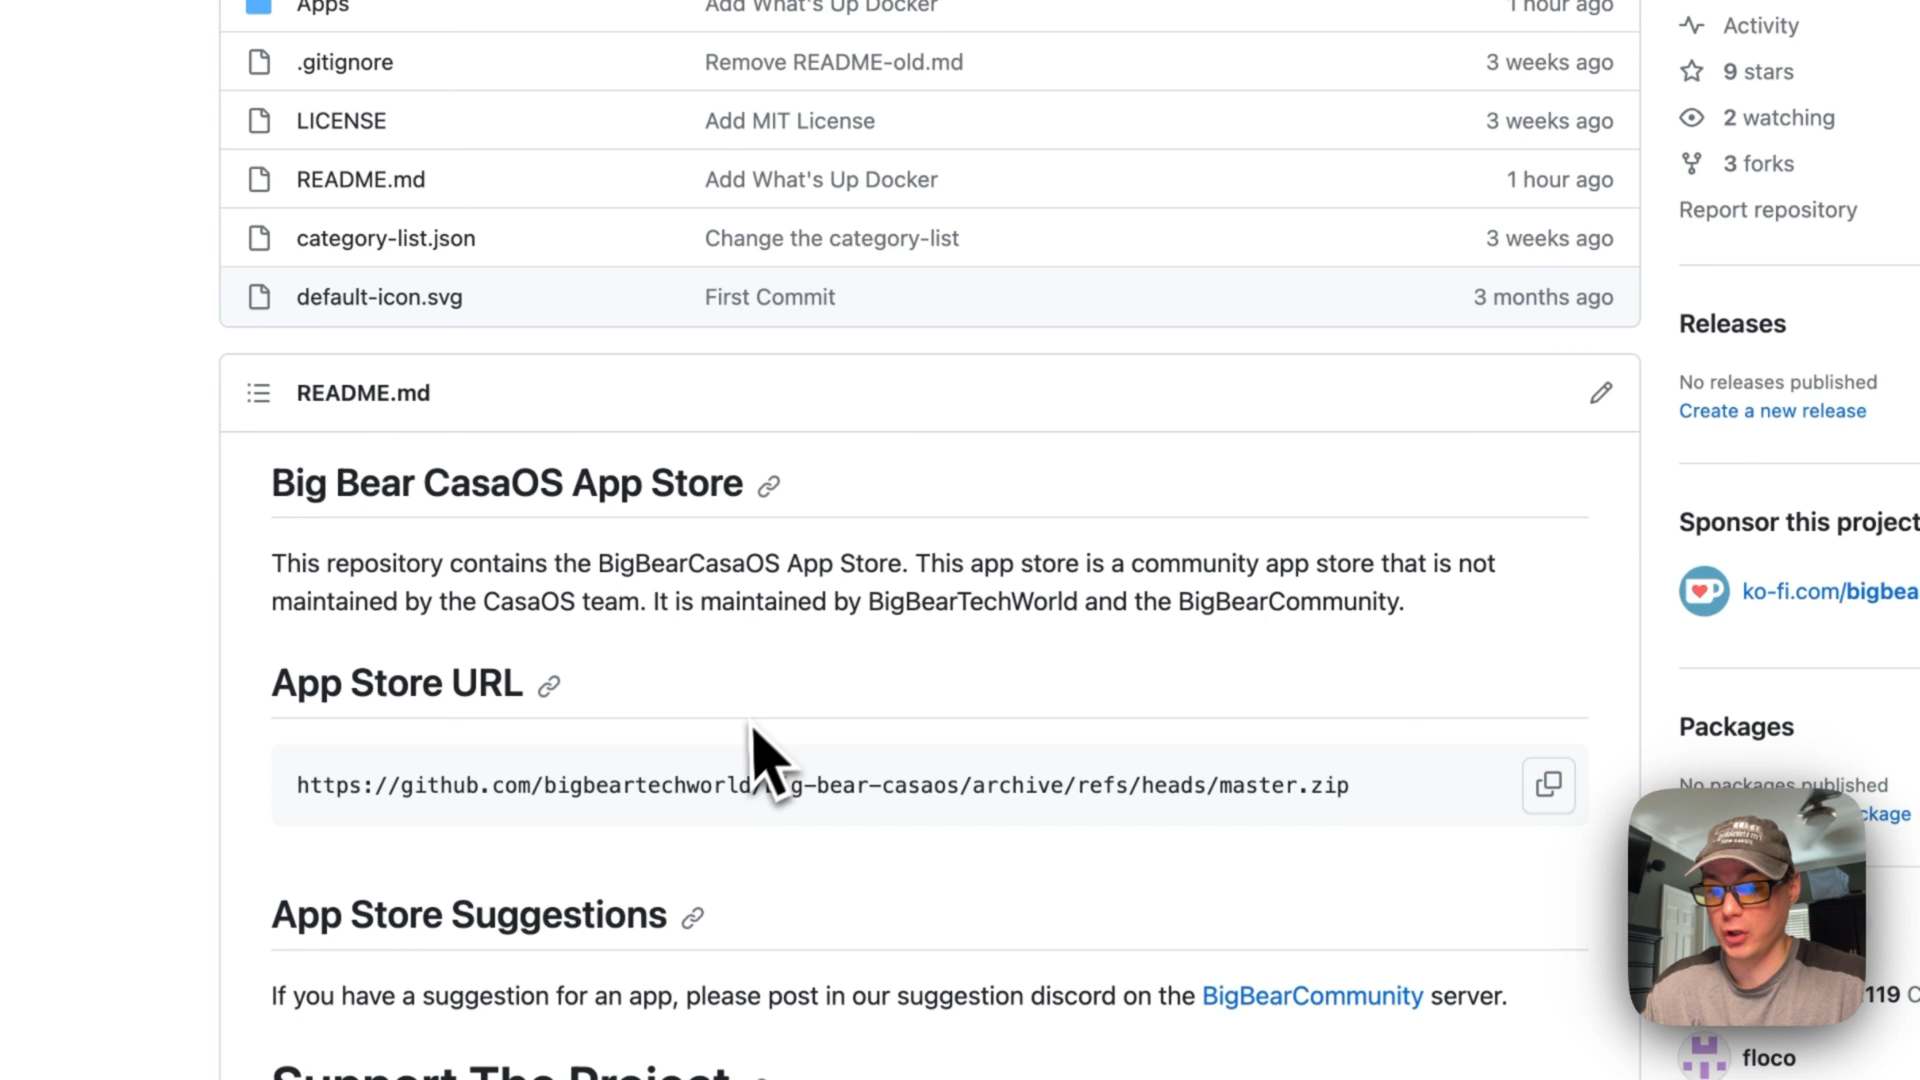 Apps Add What's Up Docker 1 hour ago
.gitignore Remove README-old.md 3 weeks ago
LICENSE Add MIT License 3 weeks ago
README.md Add What's Up Docker 1 hour ago
category-list.json Change the category-list 3 weeks ago
default-icon.svg First Commit 3 months ago
README.md
Big Bear CasaOS App Store
This repository contains the BigBearCasaOS App Store. This app store is a community app store that is not
maintained by the CasaOS team. It is maintained by BigBearTechWorld and the BigBearCommunity.
App Store URL
https://github.com/bigbeartechworld/big-bear-casaos/archive/refs/heads/master.zip
App Store Suggestions
If you have a suggestion for an app, please post in our suggestion discord on the BigBearCommunity server.
Support The Project
Activity
9 stars
2 watching
3 forks
Report repository
Releases
No releases published
Create a new release
Sponsor this project
ko-fi.com/bigbea
Packages
No packages published
ckage
119
floco